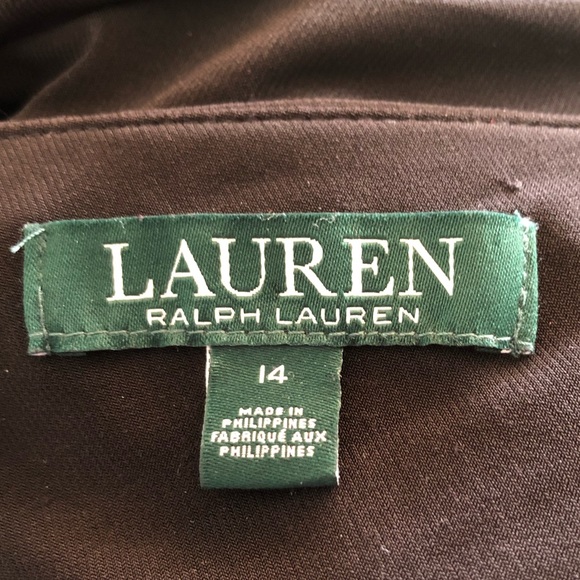 LAUREN
RALPH LAUREN
14
MADE IN
PHILIPPINES
FABRIQUÉ AUX
PHILIPPINES